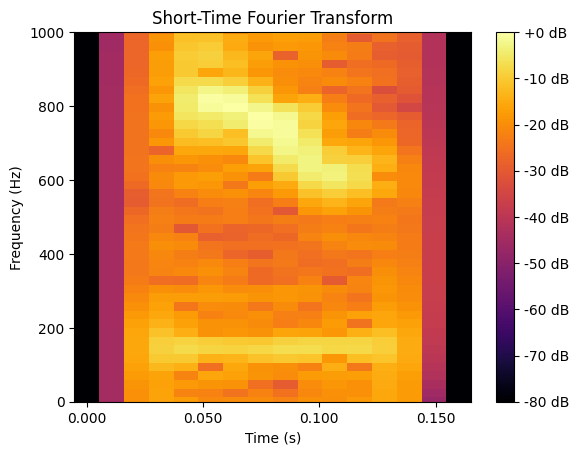 Short-Time Fourier Transform
1000
800
600
400
200
0
Frequency (Hz)
0.000
0.050
0.100
0.150
Time (s)
+0 dB
-10 dB
-20 dB
-30 dB
-40 dB
-50 dB
-60 dB
-70 dB
-80 dB